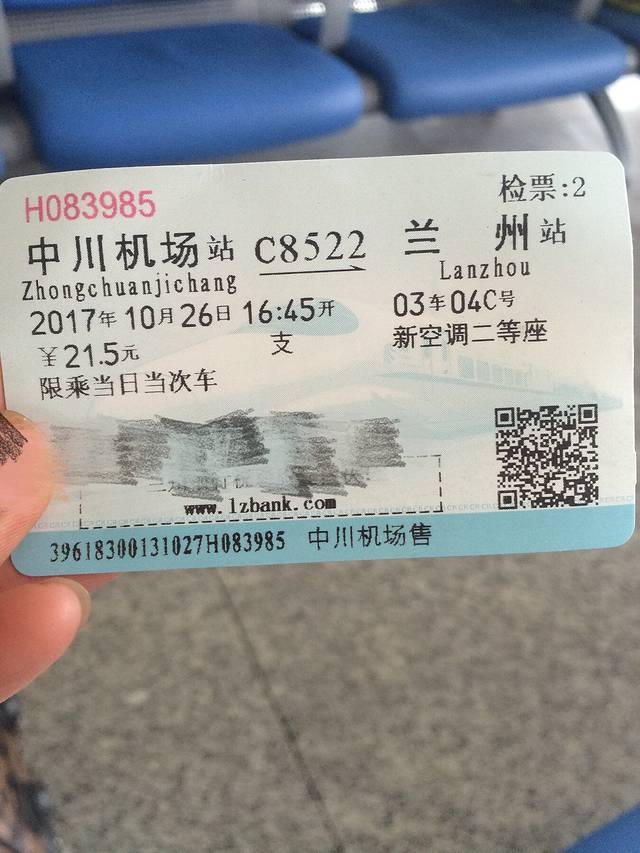 H083985
检票:2
中川机场站 C8522 兰州站
Zhongchuanjichang Lanzhou
2017年10月26日 16:45开 03车04C号
¥21.5元 支 新空调二等座
限乘当日当次车
www.lzbank.com
39618300131027H083985 中川机场售